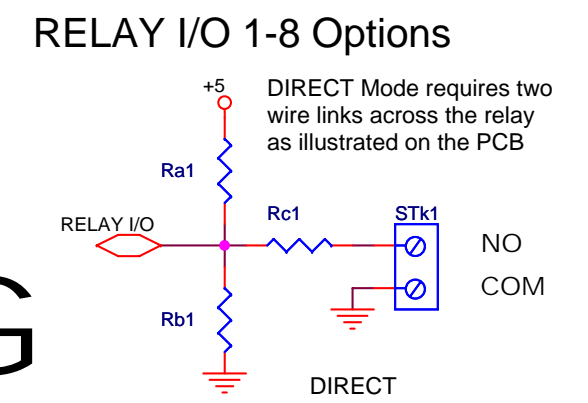 RELAY I/O 1-8 Options
+5
DIRECT Mode requires two
wire links across the relay
as illustrated on the PCB
Ra1
RELAY I/O
Rc1
STk1
NO
COM
G
Rb1
DIRECT